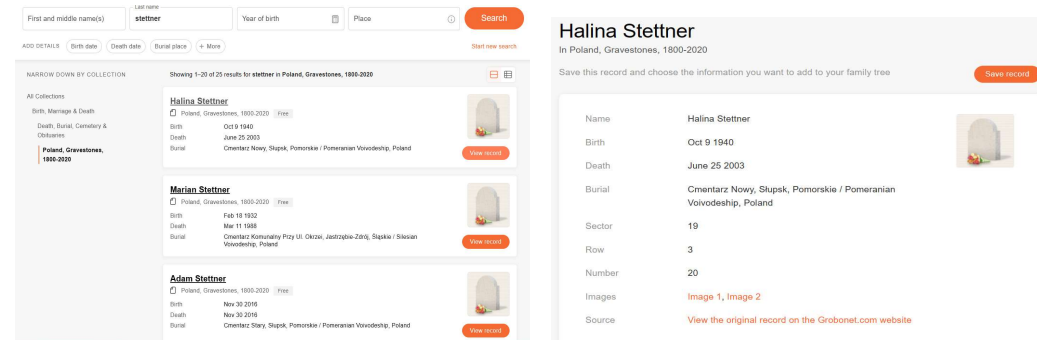 First and middle name(s)
Last name
stettner
Year of birth
Place
Search
ADD DETAILS
Birth date
Death date
Burial place
+ More
Start new search
NARROW DOWN BY COLLECTION
All Collections
Birth, Marriage & Death
Death, Burial, Cemetery &
Obituaries
Poland, Gravestones,
1800-2020
Showing 1–20 of 25 results for stettner in Poland, Gravestones, 1800-2020
Halina Stettner
Poland, Gravestones, 1800-2020 Free
Birth Oct 9 1940
Death June 25 2003
Burial Cmentarz Nowy, Słupsk, Pomorskie / Pomeranian Voivodeship, Poland
View record
Marian Stettner
Poland, Gravestones, 1800-2020 Free
Birth Feb 18 1932
Death Mar 11 1988
Burial Cmentarz Komunalny Przy Ul. Okrzei, Jastrzębie-Zdrój, Śląskie / Silesian
Voivodeship, Poland
View record
Adam Stettner
Poland, Gravestones, 1800-2020 Free
Birth Nov 30 2016
Death Nov 30 2016
Burial Cmentarz Stary, Słupsk, Pomorskie / Pomeranian Voivodeship, Poland
View record
Halina Stettner
In Poland, Gravestones, 1800-2020
Save this record and choose the information you want to add to your family tree
Save record
Name Halina Stettner
Birth Oct 9 1940
Death June 25 2003
Burial Cmentarz Nowy, Słupsk, Pomorskie / Pomeranian
Voivodeship, Poland
Sector 19
Row 3
Number 20
Images Image 1, Image 2
Source View the original record on the Grobonet.com website